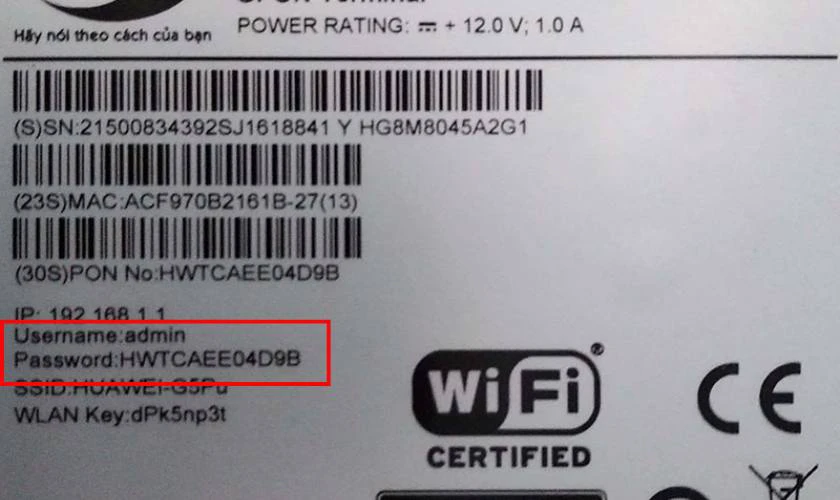 Hãy nói theo cách của bạn
POWER RATING: ⎓ + 12.0 V; 1.0 A
(S)SN:21500834392SJ1618841 Y HG8M8045A2G1
(23S)MAC:ACF970B2161B-27(13)
(30S)PON No:HWTCAEE04D9B
IP: 192.168.1.1
Username:admin
Password:HWTCAEE04D9B
SSID:HUAWEI-G5Pu
WLAN Key:dPk5np3t
Wi Fi ®
CERTIFIED
CE